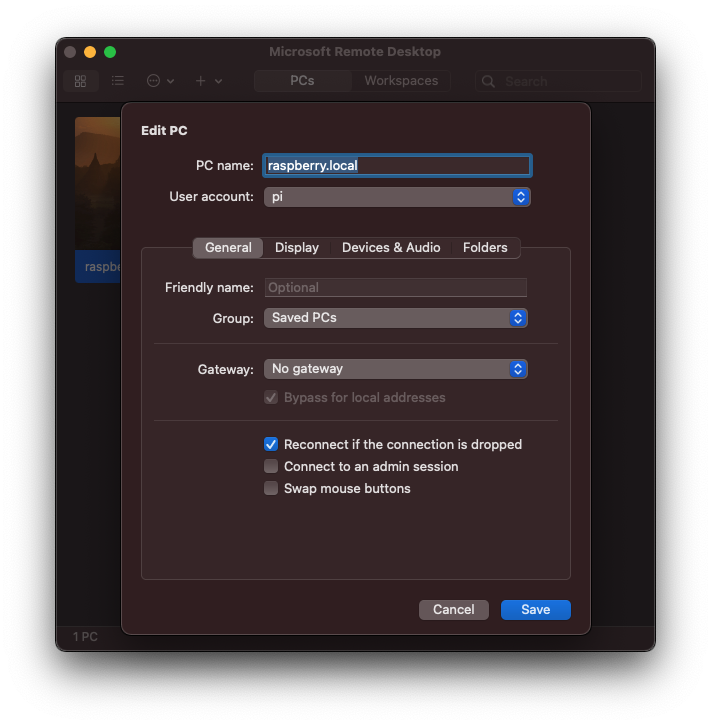 Microsoft Remote Desktop
PCs Workspaces Search
Edit PC
PC name: raspberry.local
User account: pi
raspbe
General Display Devices & Audio Folders
Friendly name: Optional
Group: Saved PCs
Gateway: No gateway
Bypass for local addresses
Reconnect if the connection is dropped
Connect to an admin session
Swap mouse buttons
Cancel Save
1 PC